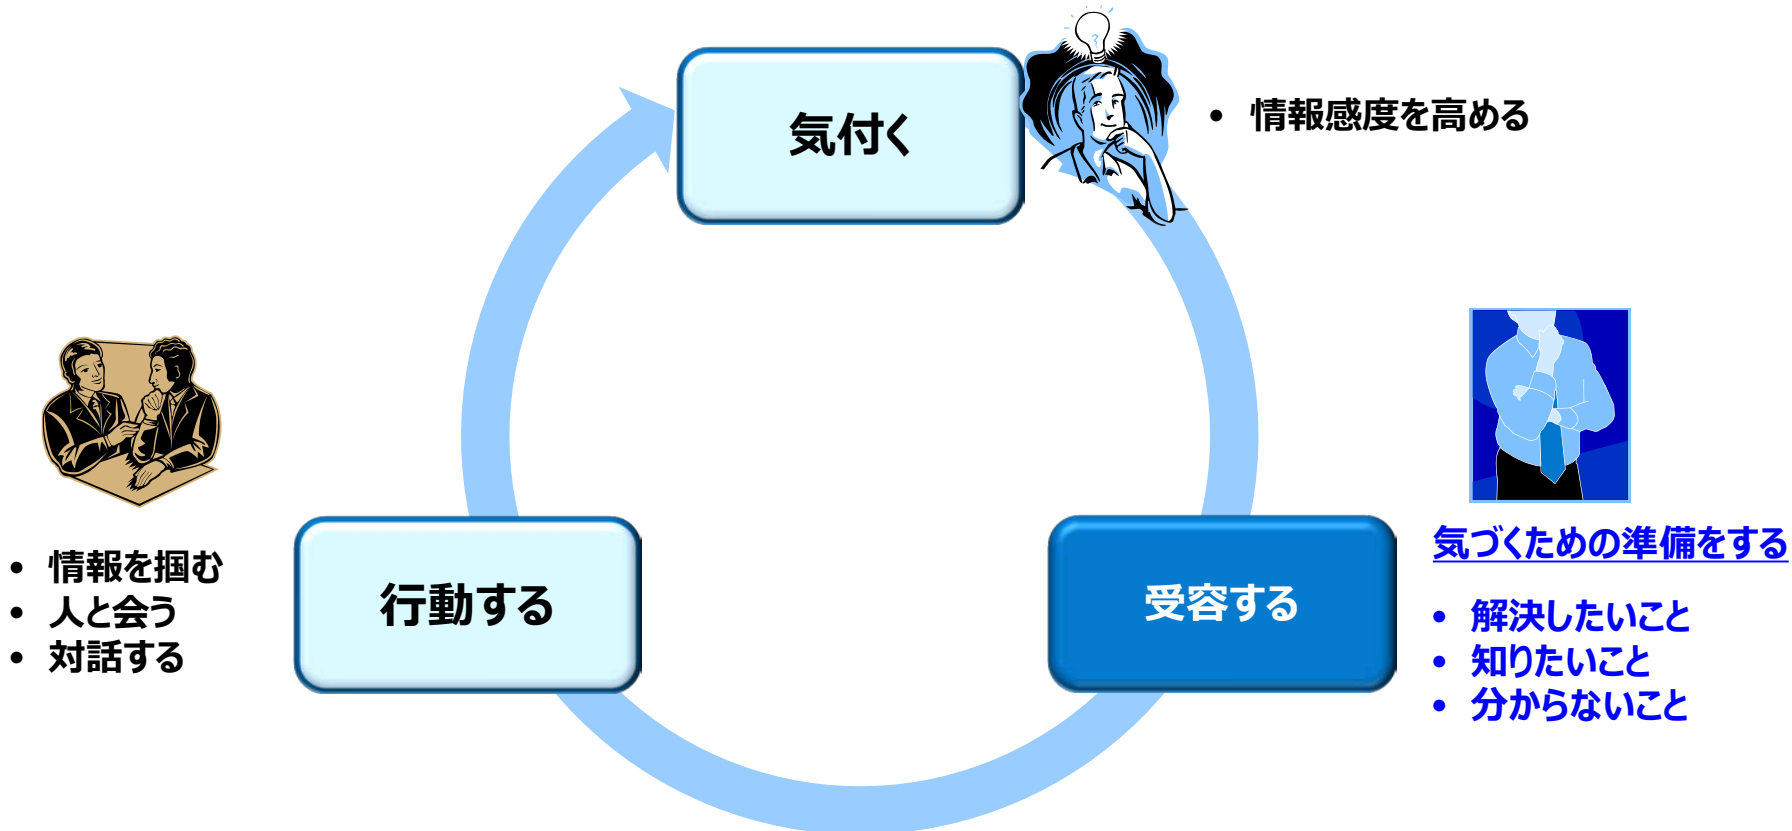 気付く
• 情報感度を高める
気づくための準備をする
• 情報を掴む
• 人と会う
• 対話する
行動する
受容する
• 解決したいこと
• 知りたいこと
• 分からないこと